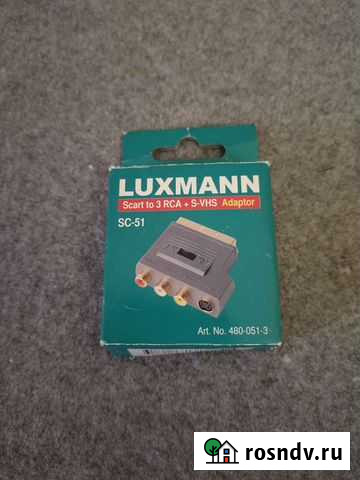 LUXMANN
Scart to 3 RCA + S-VHS Adaptor
SC-51
Art. No. 480-051-3
rosndv.ru